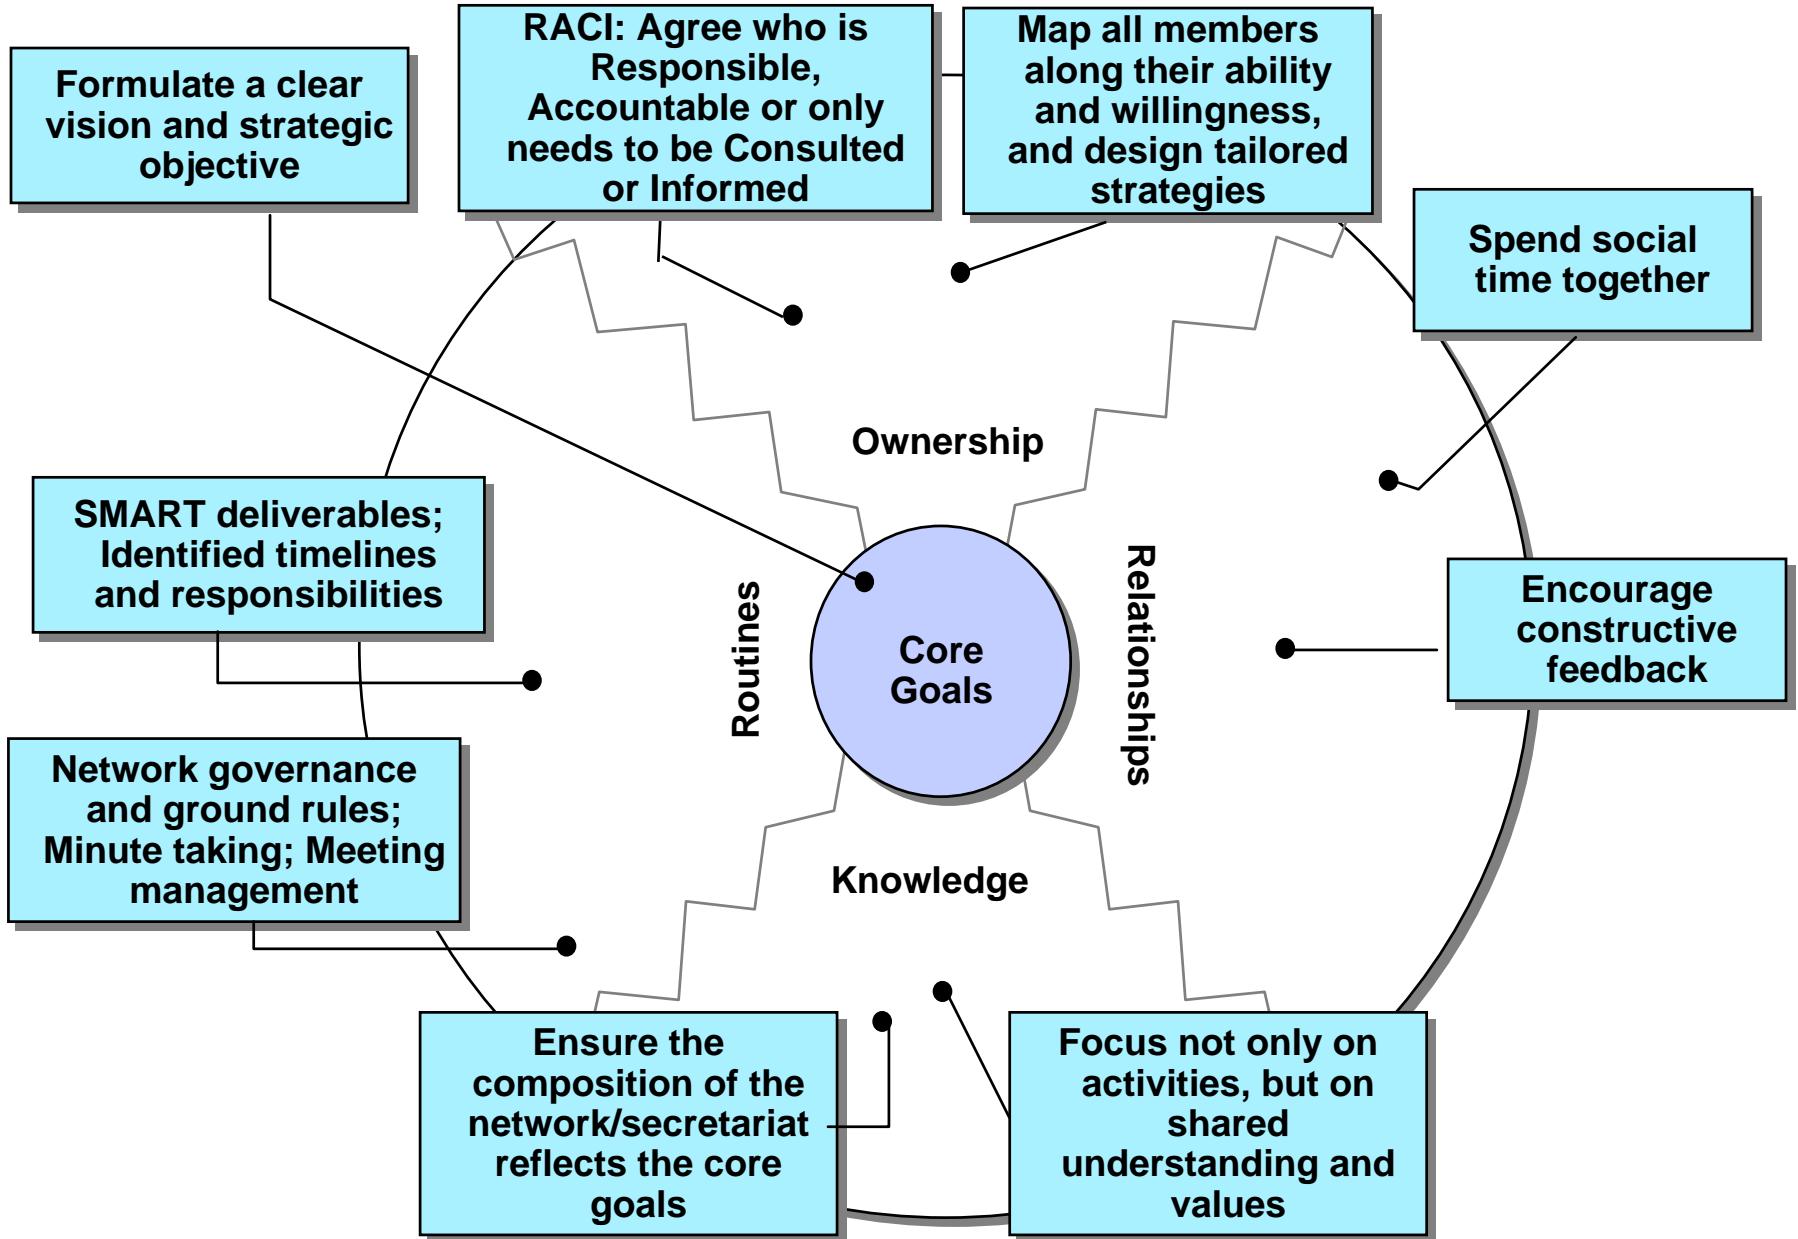 Formulate a clear
vision and strategic
objective
RACI: Agree who is
Responsible,
Accountable or only
needs to be Consulted
or Informed
Map all members
along their ability
and willingness,
and design tailored
strategies
Spend social
time together
Ownership
SMART deliverables;
Identified timelines
and responsibilities
Routines
Core
Goals
Relationships
Encourage
constructive
feedback
Network governance
and ground rules;
Minute taking; Meeting
management
Knowledge
Ensure the
composition of the
network/secretariat
reflects the core
goals
Focus not only on
activities, but on
shared
understanding and
values